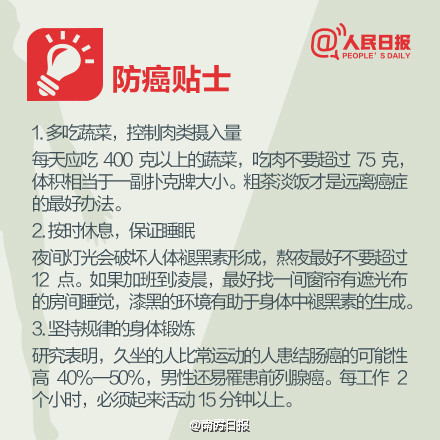 @人民日报
PEOPLE'S DAILY
防癌贴士
1. 多吃蔬菜，控制肉类摄入量
每天应吃 400 克以上的蔬菜，吃肉不要超过 75 克，
体积相当于一副扑克牌大小。粗茶淡饭才是远离癌症
的最好办法。
2. 按时休息，保证睡眠
夜间灯光会破坏人体褪黑素形成，熬夜最好不要超过
12 点。如果加班到凌晨，最好找一间窗帘有遮光布
的房间睡觉，漆黑的环境有助于身体中褪黑素的生成。
3. 坚持规律的身体锻炼
研究表明，久坐的人比常运动的人患结肠癌的可能性
高 40%—50%，男性还易罹患前列腺癌。每工作 2
个小时，必须起来活动 15 分钟以上。
@南方日报